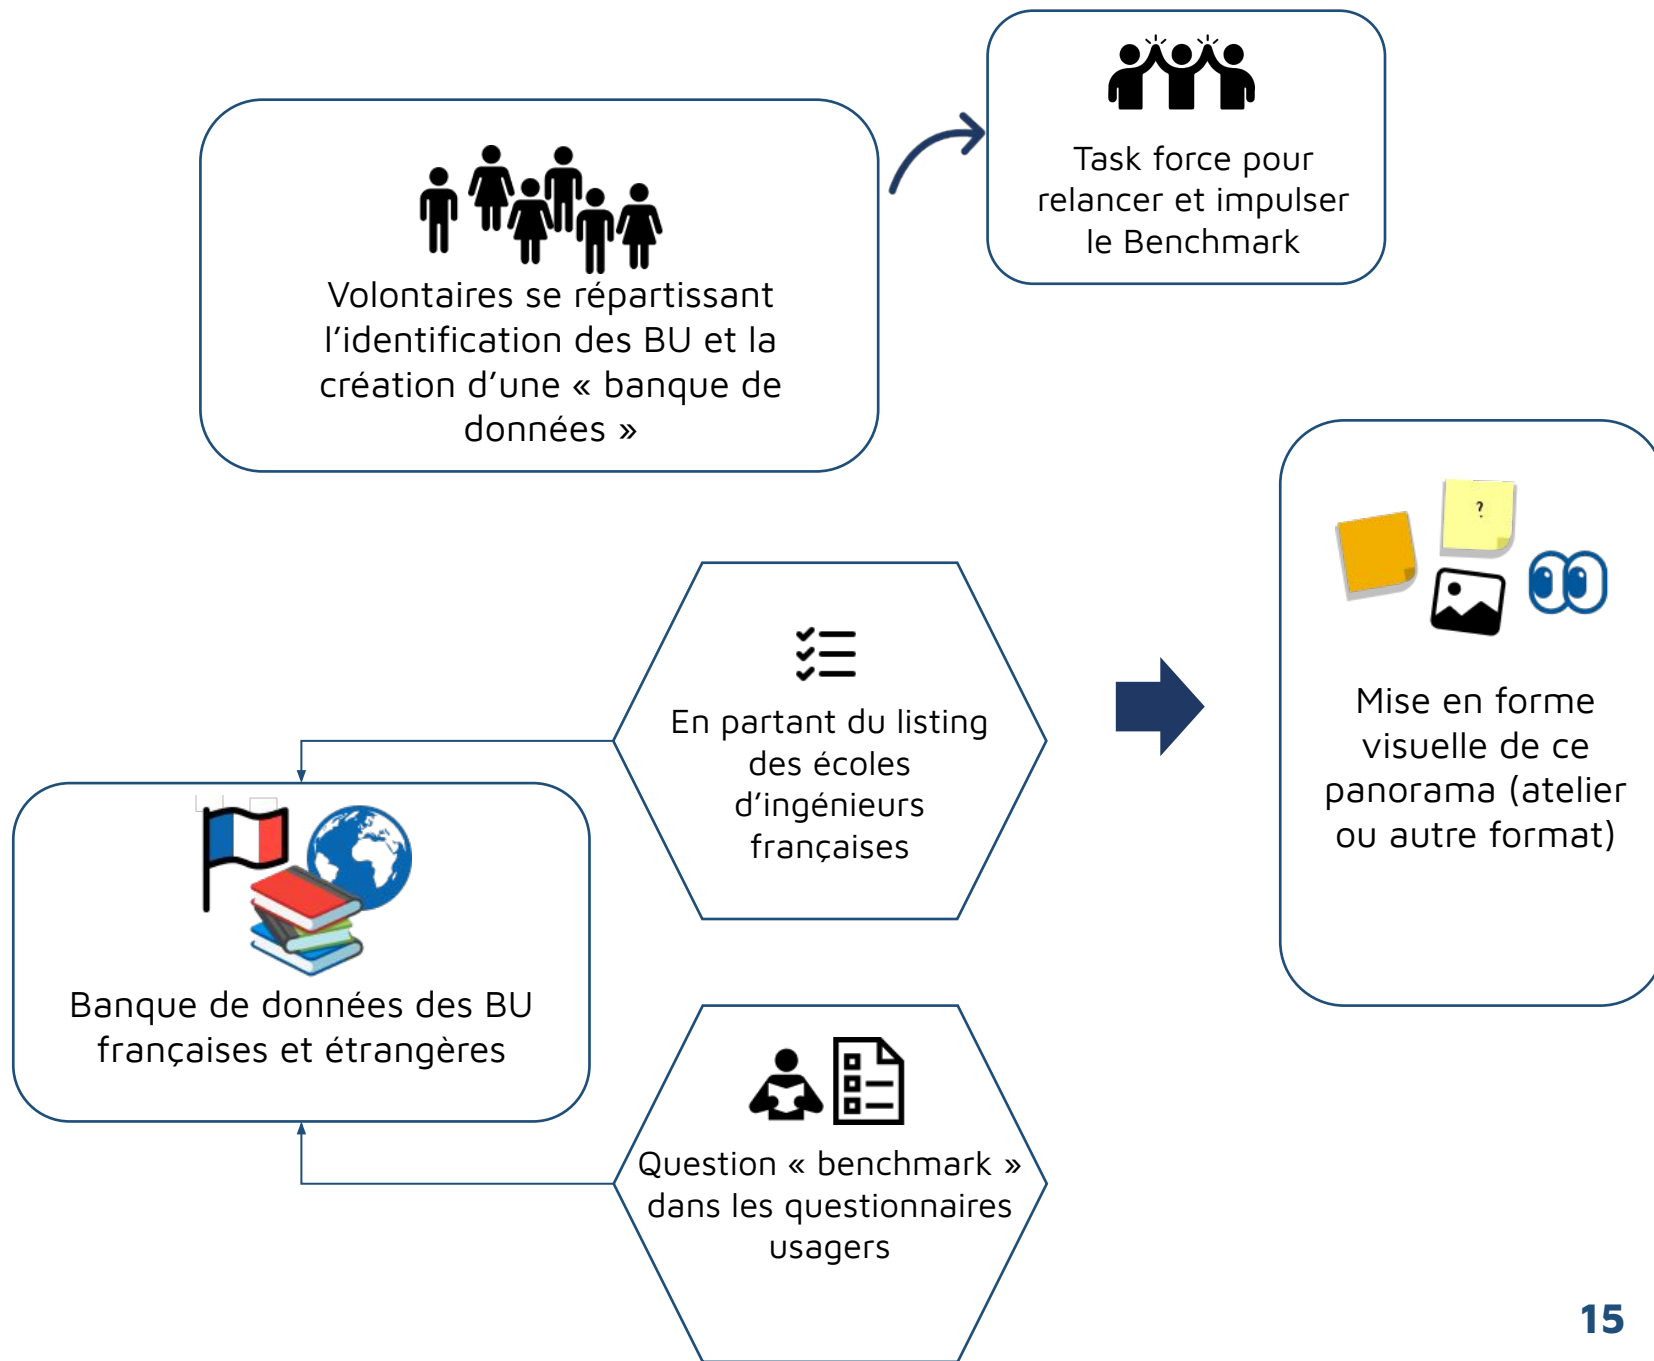 Task force pour
relancer et impulser
le Benchmark
Volontaires se répartissant
l’identification des BU et la
création d’une « banque de
données »
?
Mise en forme
visuelle de ce
panorama (atelier
ou autre format)
En partant du listing
des écoles
d’ingénieurs
françaises
Banque de données des BU
françaises et étrangères
Question « benchmark »
dans les questionnaires
usagers
15